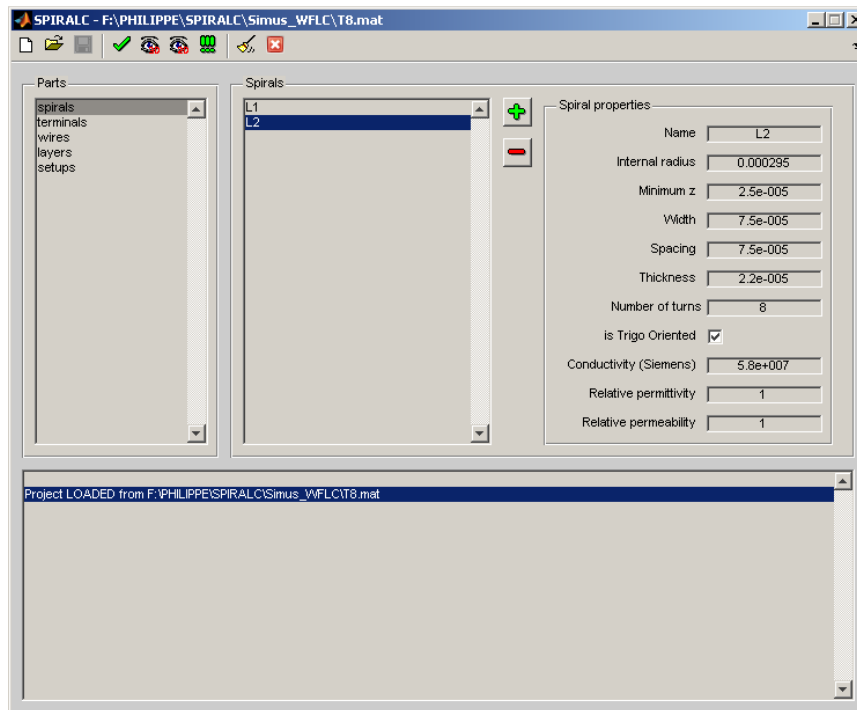 SPIRALC - F:\PHILIPPE\SPIRALC\Simus_WFLC\T8.mat
Parts
spirals
terminals
wires
layers
setups
Spirals
L1
L2
Spiral properties
Name L2
Internal radius 0.000295
Minimum z 2.5e-005
Width 7.5e-005
Spacing 7.5e-005
Thickness 2.2e-005
Number of turns 8
is Trigo Oriented
Conductivity (Siemens) 5.8e+007
Relative permittivity 1
Relative permeability 1
Project LOADED from F:\PHILIPPE\SPIRALC\Simus_WFLC\T8.mat